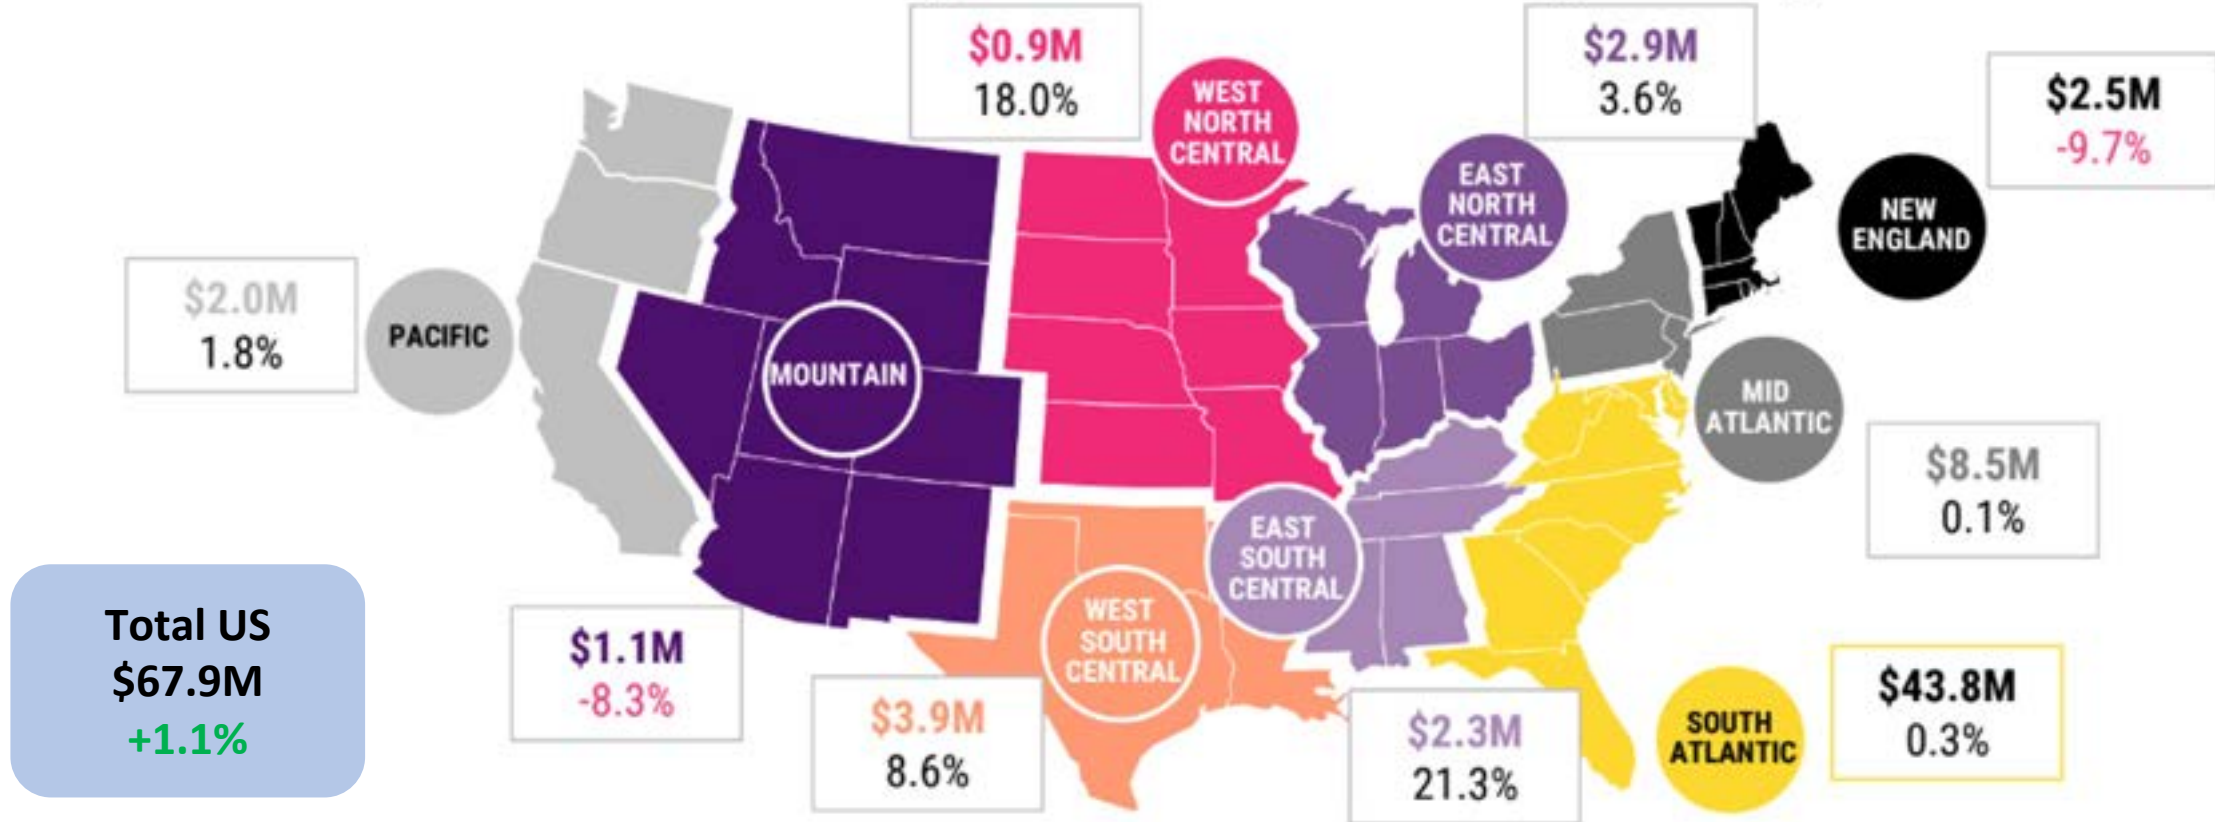 $0.9M
18.0%
WEST
NORTH
CENTRAL
$2.9M
3.6%
EAST
NORTH
CENTRAL
$2.5M
-9.7%
NEW
ENGLAND
$2.0M
1.8%
PACIFIC
MOUNTAIN
MID
ATLANTIC
$8.5M
0.1%
Total US
$67.9M
+1.1%
$1.1M
-8.3%
WEST
SOUTH
CENTRAL
$3.9M
8.6%
EAST
SOUTH
CENTRAL
$2.3M
21.3%
SOUTH
ATLANTIC
$43.8M
0.3%